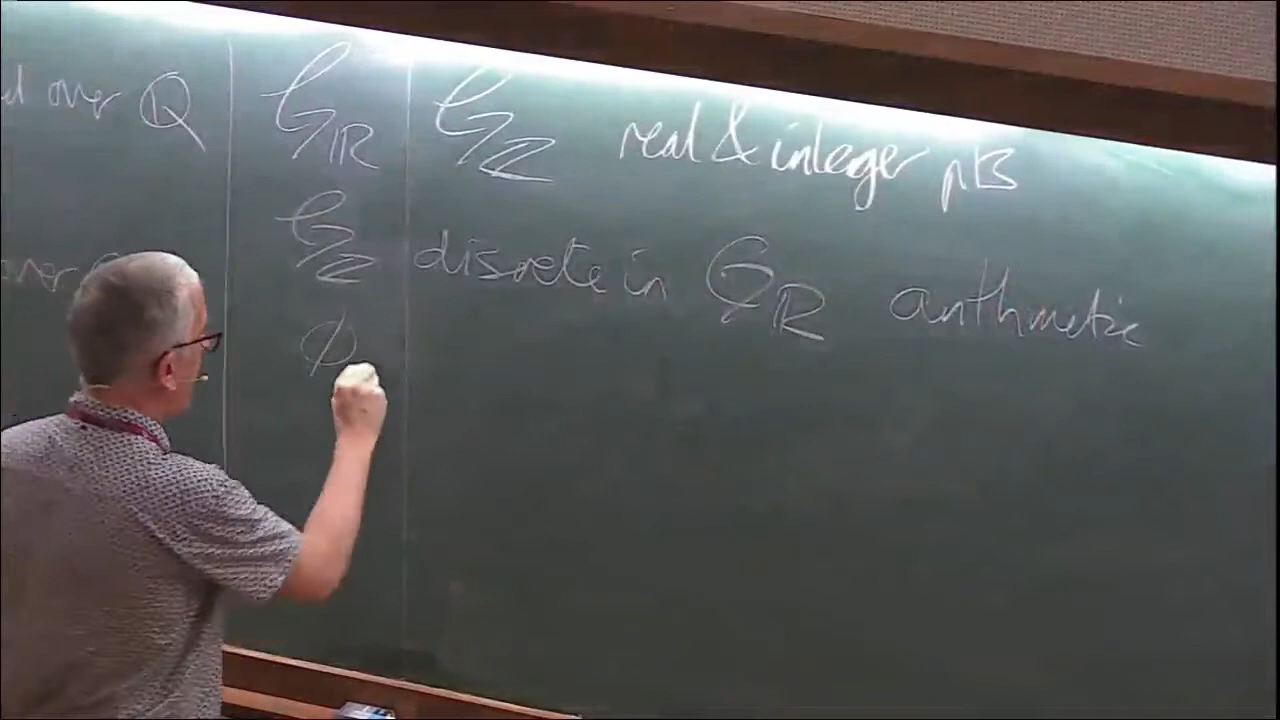 over Q G_ℝ G_ℤ real & integer pts
over
G_ℤ discrete in G_ℝ arithmetic
φ